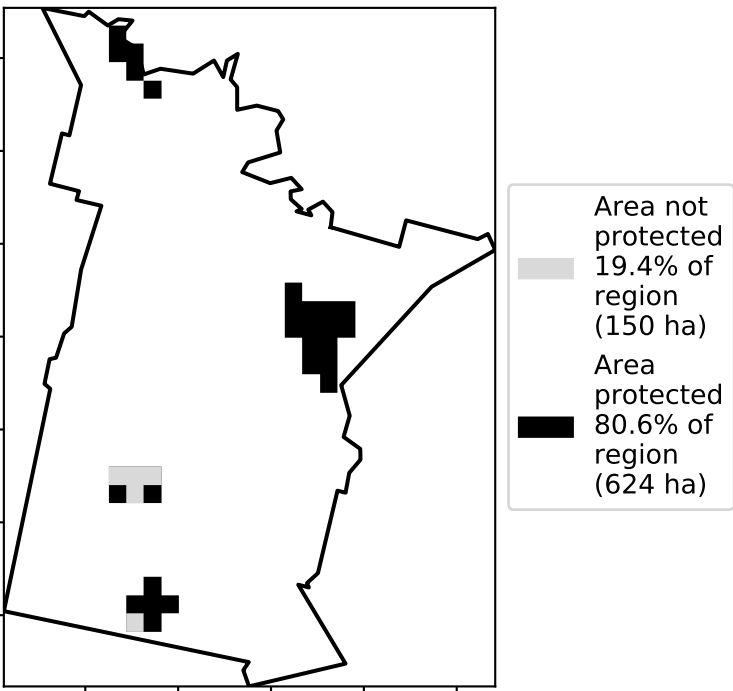 Area not
protected
19.4% of
region
(150 ha)
Area
protected
80.6% of
region
(624 ha)